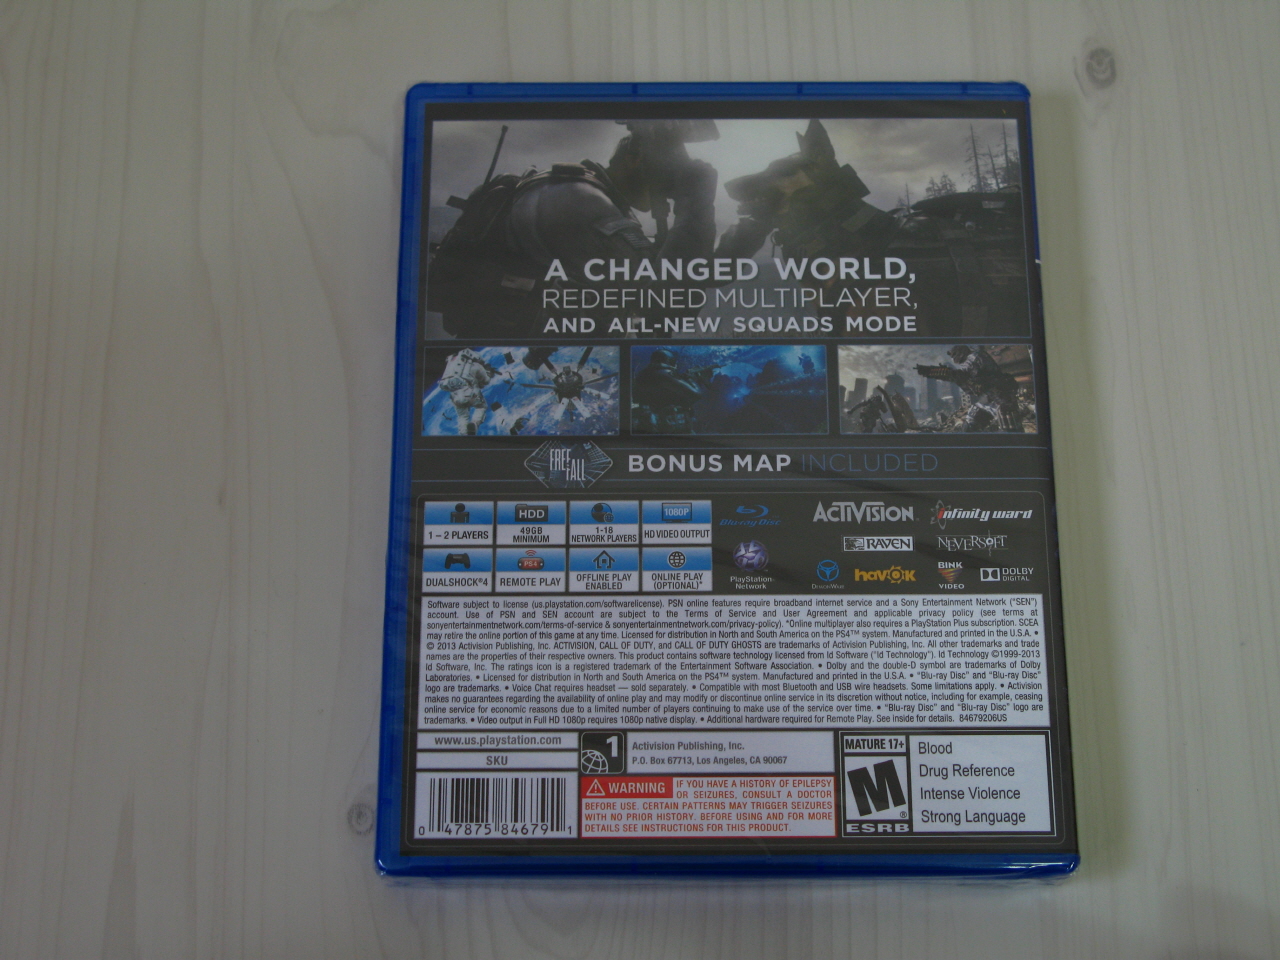 A CHANGED WORLD,
REDEFINED MULTIPLAYER,
AND ALL-NEW SQUADS MODE
FREE FALL
BONUS MAP INCLUDED
1 – 2 PLAYERS
HDD
49GB
MINIMUM
1-18
NETWORK PLAYERS
1080P
HD VIDEO OUTPUT
DUALSHOCK®4
PS4
REMOTE PLAY
OFFLINE PLAY
ENABLED
ONLINE PLAY
(OPTIONAL)*
Blu-ray Disc
ACTIVISION
infinity ward
RAVEN
NEVERSOFT
PlayStation
Network
havok
BINK
VIDEO
DOLBY
DIGITAL
Software subject to license (us.playstation.com/softwarelicense). PSN online features require broadband internet service and a Sony Entertainment Network ("SEN")
account. Use of PSN and SEN account are subject to the Terms of Service and User Agreement and applicable privacy policy (see terms at
sonyentertainmentnetwork.com/terms-of-service & sonyentertainmentnetwork.com/privacy-policy). *Online multiplayer also requires a PlayStation Plus subscription. SCEA
may retire the online portion of this game at any time. Licensed for distribution in North and South America on the PS4™ system. Manufactured and printed in the U.S.A. •
© 2013 Activision Publishing, Inc. ACTIVISION, CALL OF DUTY, and CALL OF DUTY GHOSTS are trademarks of Activision Publishing, Inc. All other trademarks and trade
names are the properties of their respective owners. This product contains software technology licensed from Id Software ("Id Technology"). Id Technology ©1999-2013
Id Software, Inc. The ratings icon is a registered trademark of the Entertainment Software Association. • Dolby and the double-D symbol are trademarks of Dolby
Laboratories. • Licensed for distribution in North and South America on the PS4™ system. Manufactured and printed in the U.S.A. • "Blu-ray Disc" and "Blu-ray Disc"
logo are trademarks. • Voice Chat requires headset — sold separately. • Compatible with most Bluetooth and USB wire headsets. Some limitations apply. • Activision
makes no guarantees regarding the availability of online play and may modify or discontinue online service in its discretion without notice, including for example, ceasing
online service for economic reasons due to a limited number of players continuing to make use of the service over time. • "Blu-ray Disc" and "Blu-ray Disc" logo are
trademarks. • Video output in Full HD 1080p requires 1080p native display. • Additional hardware required for Remote Play. See inside for details. 84679206US
www.us.playstation.com
SKU
1
Activision Publishing, Inc.
P.O. Box 67713, Los Angeles, CA 90067
0 47875 84679 1
WARNING IF YOU HAVE A HISTORY OF EPILEPSY
OR SEIZURES, CONSULT A DOCTOR
BEFORE USE. CERTAIN PATTERNS MAY TRIGGER SEIZURES
WITH NO PRIOR HISTORY. BEFORE USING AND FOR MORE
DETAILS SEE INSTRUCTIONS FOR THIS PRODUCT.
MATURE 17+
M
®
ESRB
Blood
Drug Reference
Intense Violence
Strong Language